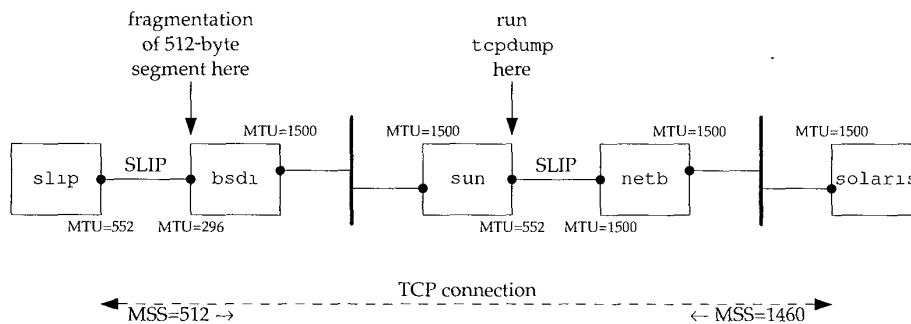 fragmentation
of 512-byte
segment here
run
tcpdump
here
MTU=1500
MTU=1500
MTU=1500
MTU=1500
slip
SLIP
bsdi
sun
SLIP
netb
solaris
MTU=552
MTU=296
MTU=552
MTU=1500
TCP connection
MSS=512 →
← MSS=1460